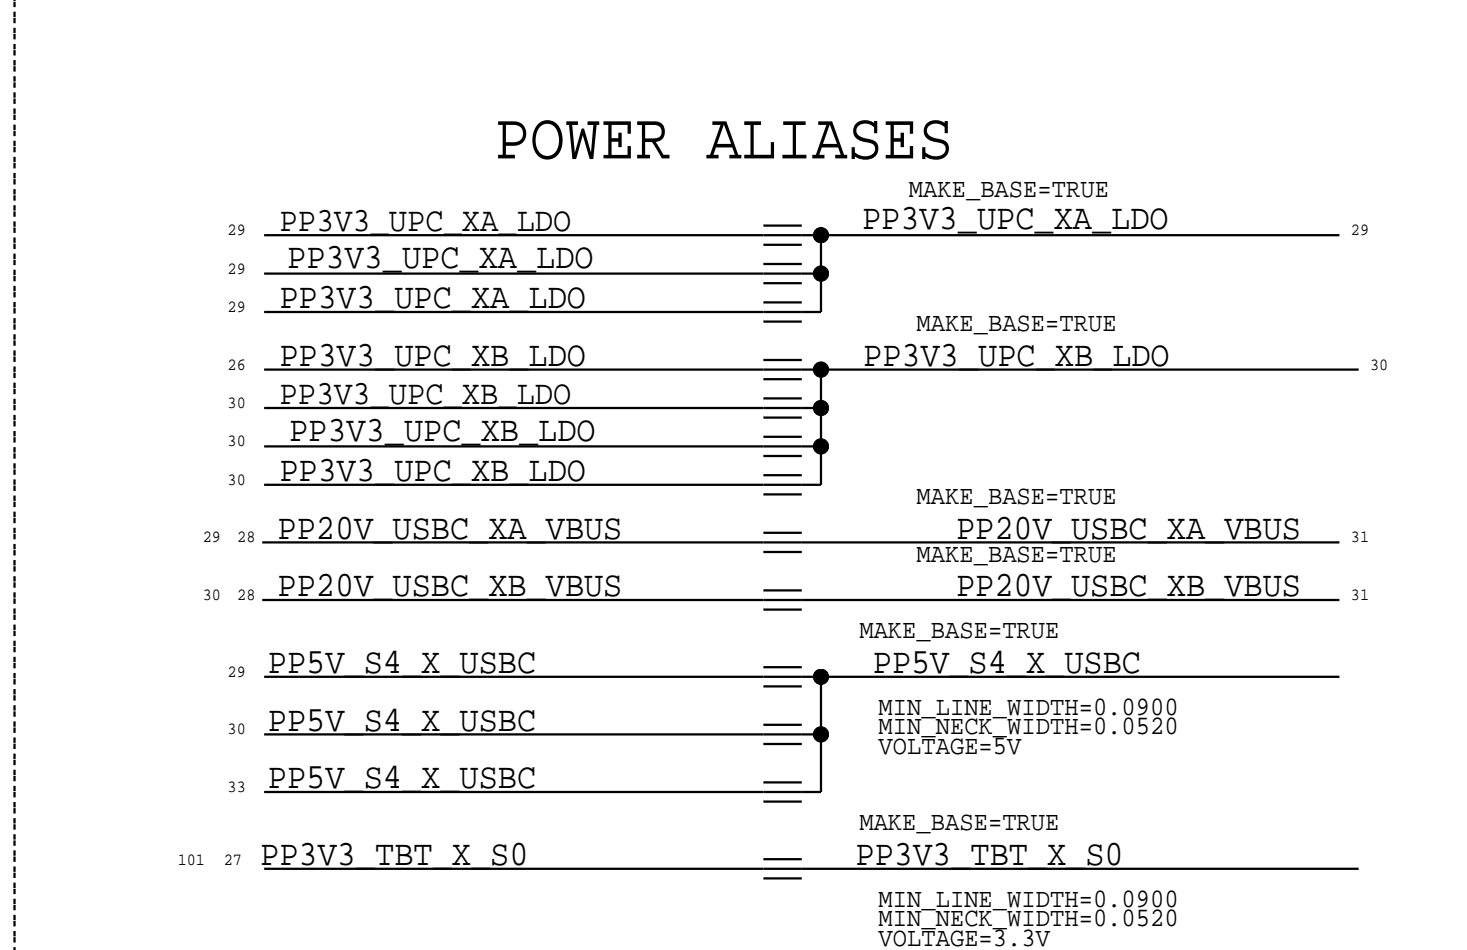 POWER ALIASES
MAKE_BASE=TRUE
29 PP3V3_UPC_XA_LDO PP3V3_UPC_XA_LDO 29
29 PP3V3_UPC_XA_LDO
29 PP3V3_UPC_XA_LDO
MAKE_BASE=TRUE
26 PP3V3_UPC_XB_LDO PP3V3_UPC_XB_LDO 30
30 PP3V3_UPC_XB_LDO
30 PP3V3_UPC_XB_LDO
30 PP3V3_UPC_XB_LDO
MAKE_BASE=TRUE
29 28 PP20V_USBC_XA_VBUS PP20V_USBC_XA_VBUS 31
MAKE_BASE=TRUE
30 28 PP20V_USBC_XB_VBUS PP20V_USBC_XB_VBUS 31
MAKE_BASE=TRUE
29 PP5V_S4_X_USBC PP5V_S4_X_USBC
MIN_LINE_WIDTH=0.0900
30 PP5V_S4_X_USBC MIN_NECK_WIDTH=0.0520
VOLTAGE=5V
33 PP5V_S4_X_USBC
MAKE_BASE=TRUE
101 27 PP3V3_TBT_X_S0 PP3V3_TBT_X_S0
MIN_LINE_WIDTH=0.0900
MIN_NECK_WIDTH=0.0520
VOLTAGE=3.3V